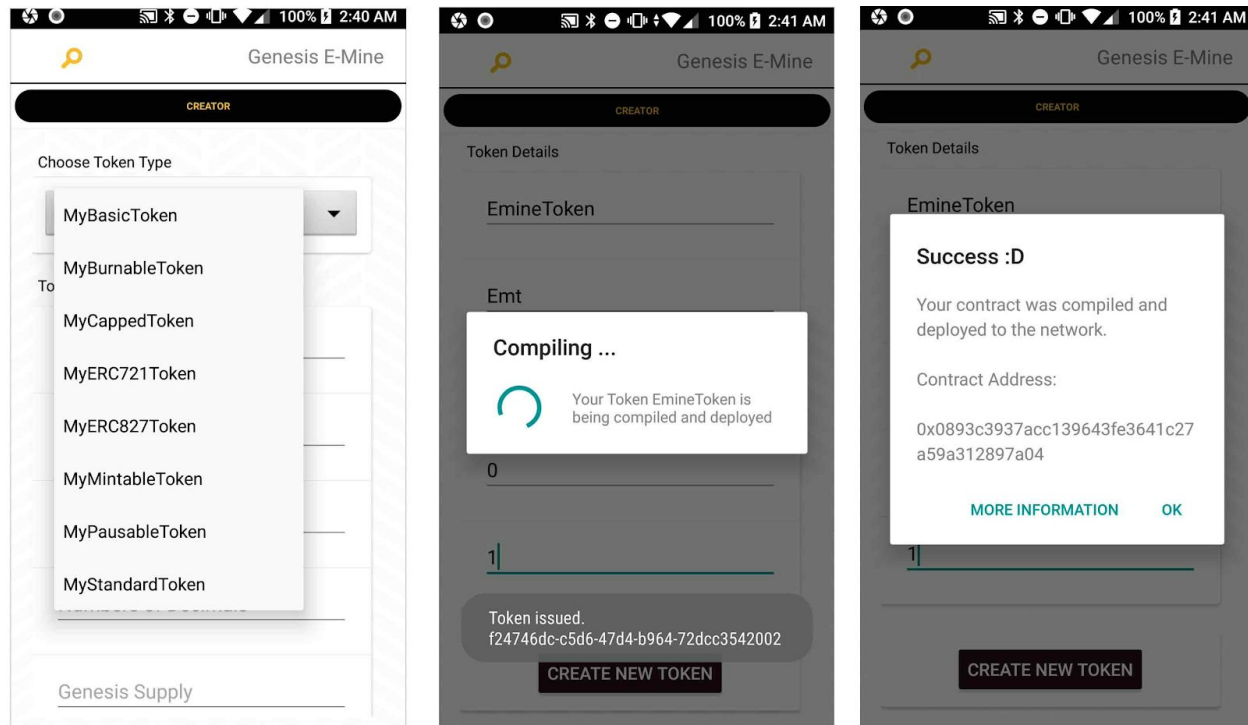 100% 2:40 AM
Genesis E-Mine
CREATOR
Choose Token Type
MyBasicToken
MyBurnableToken
To
MyCappedToken
MyERC721Token
MyERC827Token
MyMintableToken
MyPausableToken
MyStandardToken
Genesis Supply
100% 2:41 AM
Genesis E-Mine
CREATOR
Token Details
EmineToken
Emt
Compiling ...
Your Token EmineToken is
being compiled and deployed
0
1
Token issued.
f24746dc-c5d6-47d4-b964-72dcc3542002
CREATE NEW TOKEN
100% 2:41 AM
Genesis E-Mine
CREATOR
Token Details
EmineToken
Success :D
Your contract was compiled and
deployed to the network.
Contract Address:
0x0893c3937acc139643fe3641c27
a59a312897a04
MORE INFORMATION OK
1
CREATE NEW TOKEN